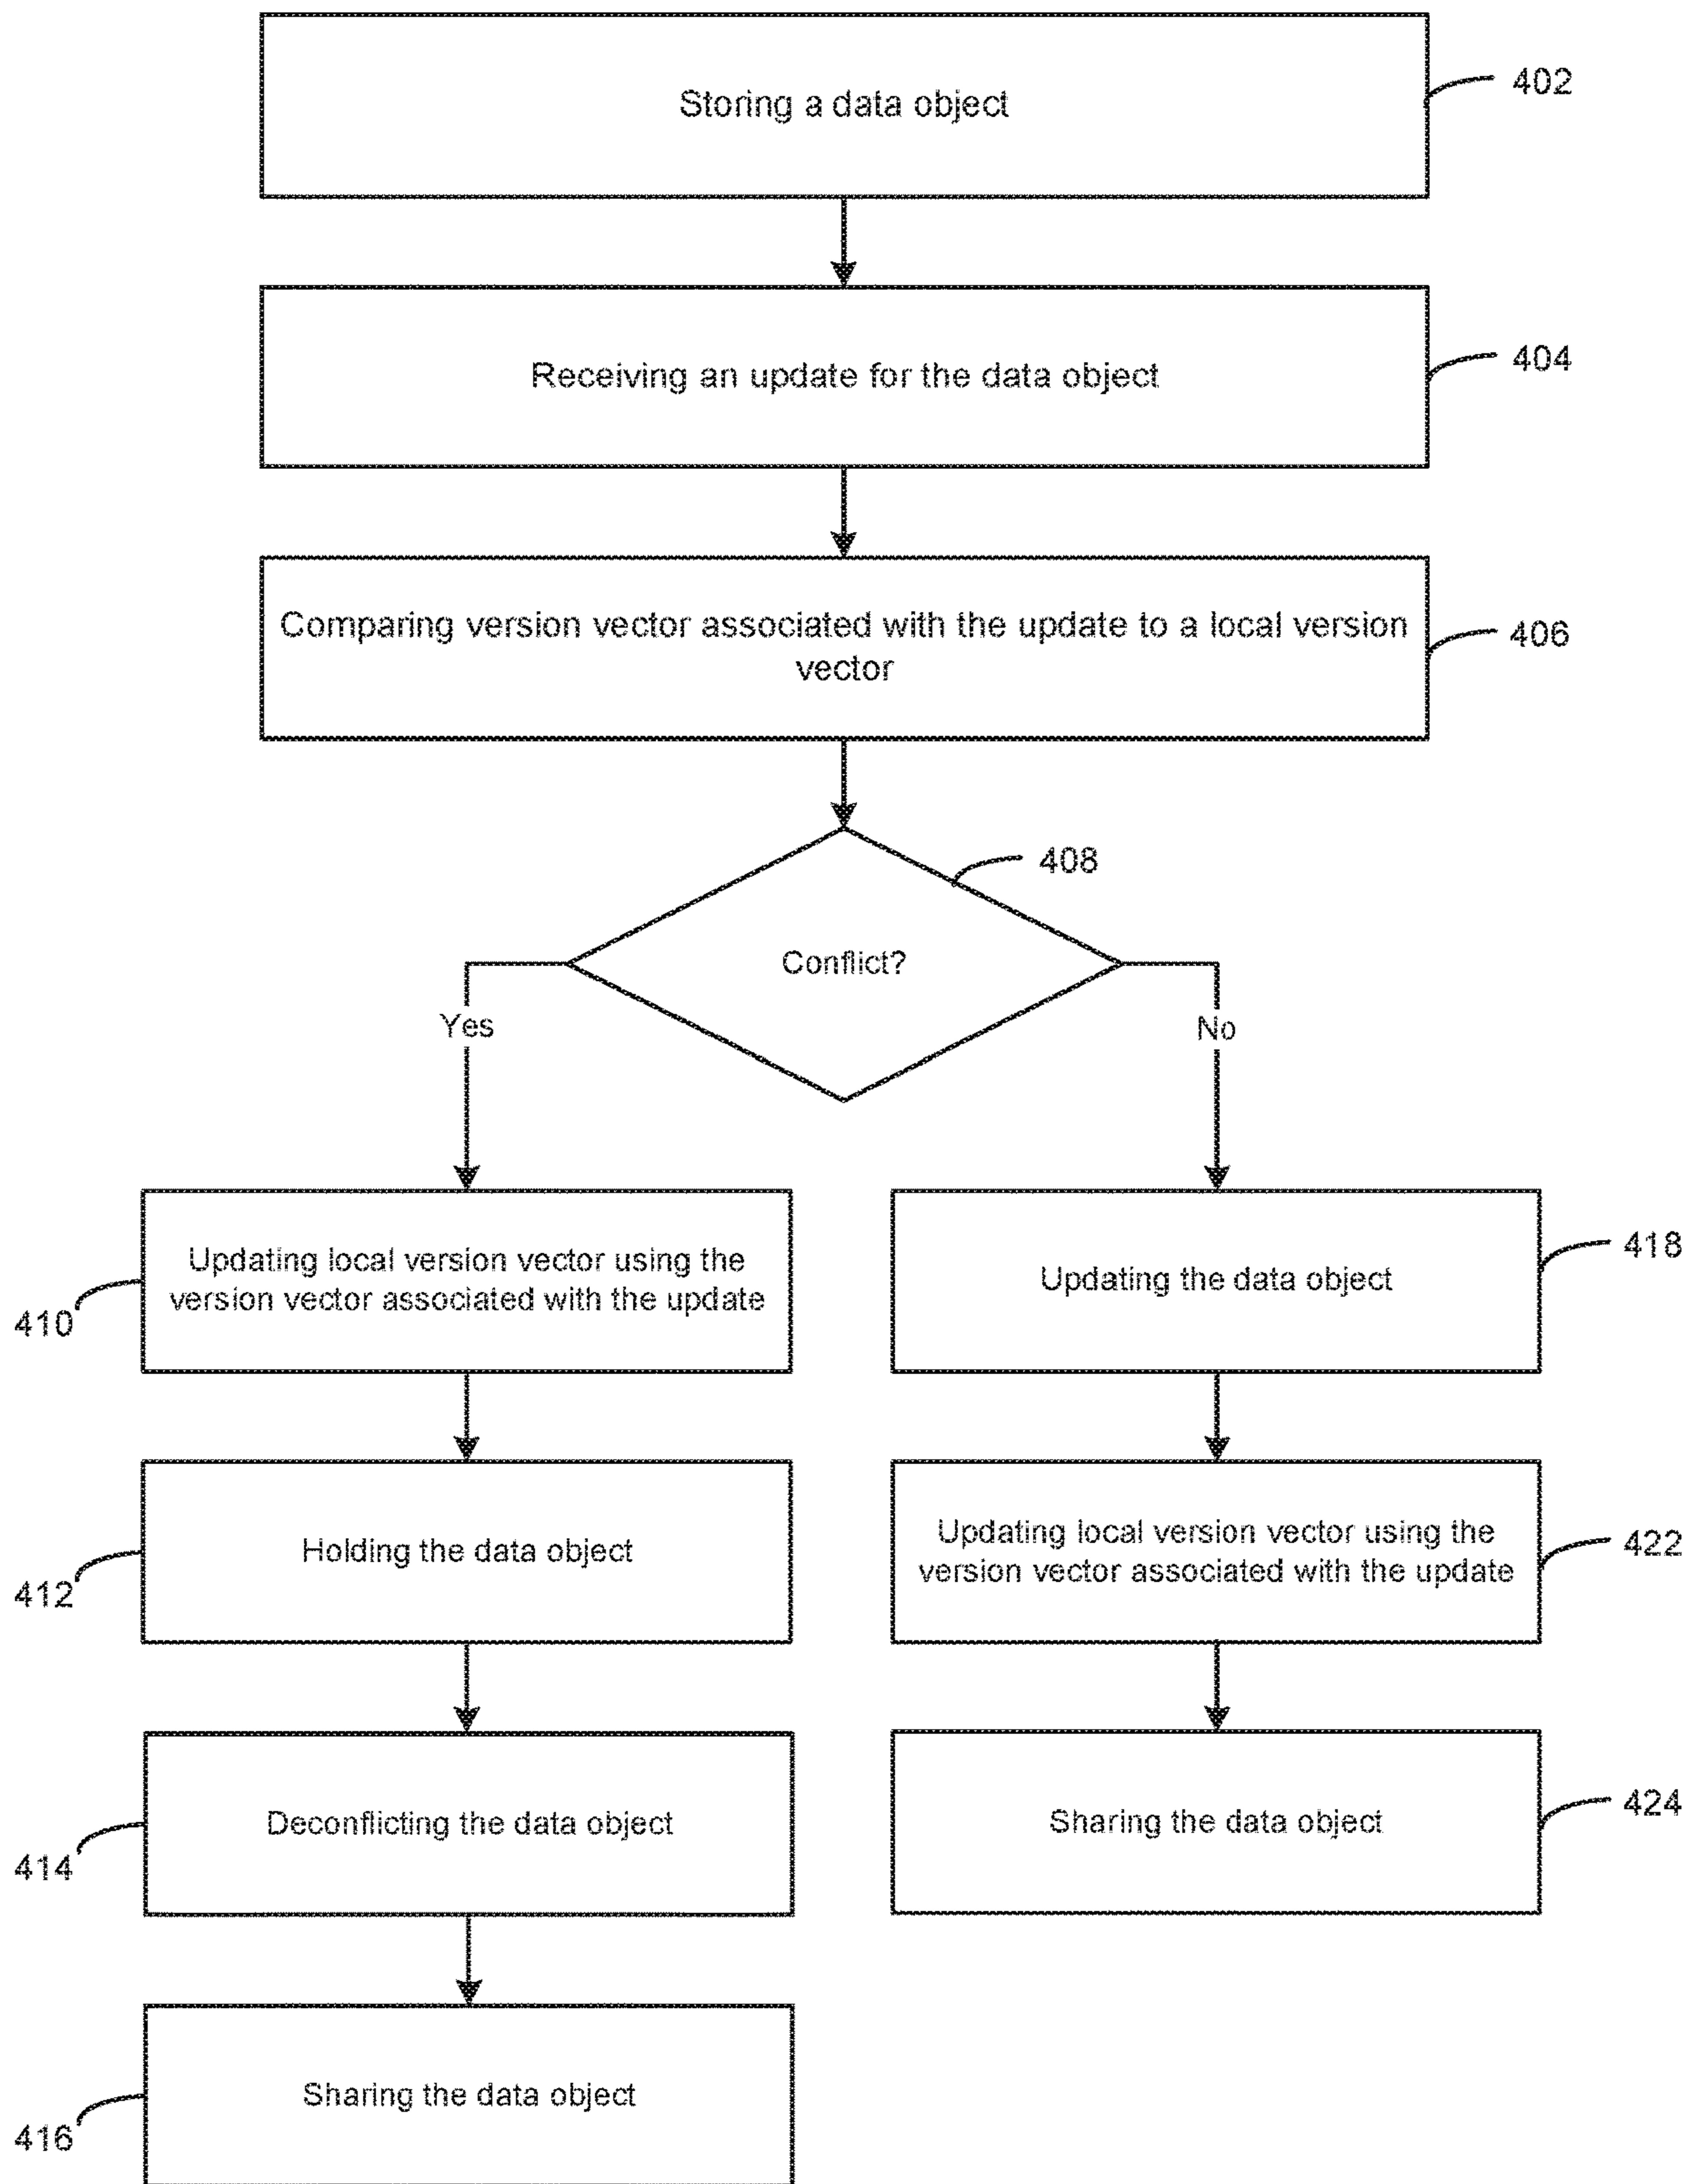 Storing a data object
402
Receiving an update for the data object
404
Comparing version vector associated with the update to a local version
vector
406
408
Conflict?
Yes
No
Updating local version vector using the
version vector associated with the update
410
Updating the data object
418
Holding the data object
412
Updating local version vector using the
version vector associated with the update
422
Deconflicting the data object
414
Sharing the data object
424
Sharing the data object
416